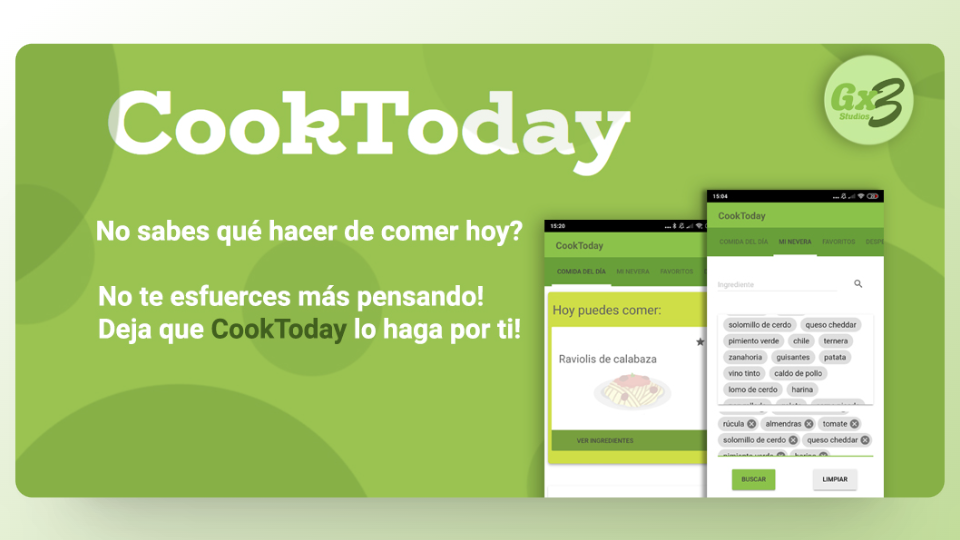 CookToday
Gx3
Studios
No sabes qué hacer de comer hoy?
No te esfuerces más pensando!
Deja que CookToday lo haga por ti!
15:20
CookToday
COMIDA DEL DÍA MI NEVERA FAVORITOS
Hoy puedes comer:
Raviolis de calabaza
VER INGREDIENTES
15:04
CookToday
COMIDA DEL DÍA MI NEVERA FAVORITOS DESPE
Ingrediente
solomillo de cerdo queso cheddar
pimiento verde chile ternera
zanahoria guisantes patata
vino tinto caldo de pollo
lomo de cerdo harina
rúcula almendras tomate
solomillo de cerdo queso cheddar
pimiento verde harina
BUSCAR LIMPIAR